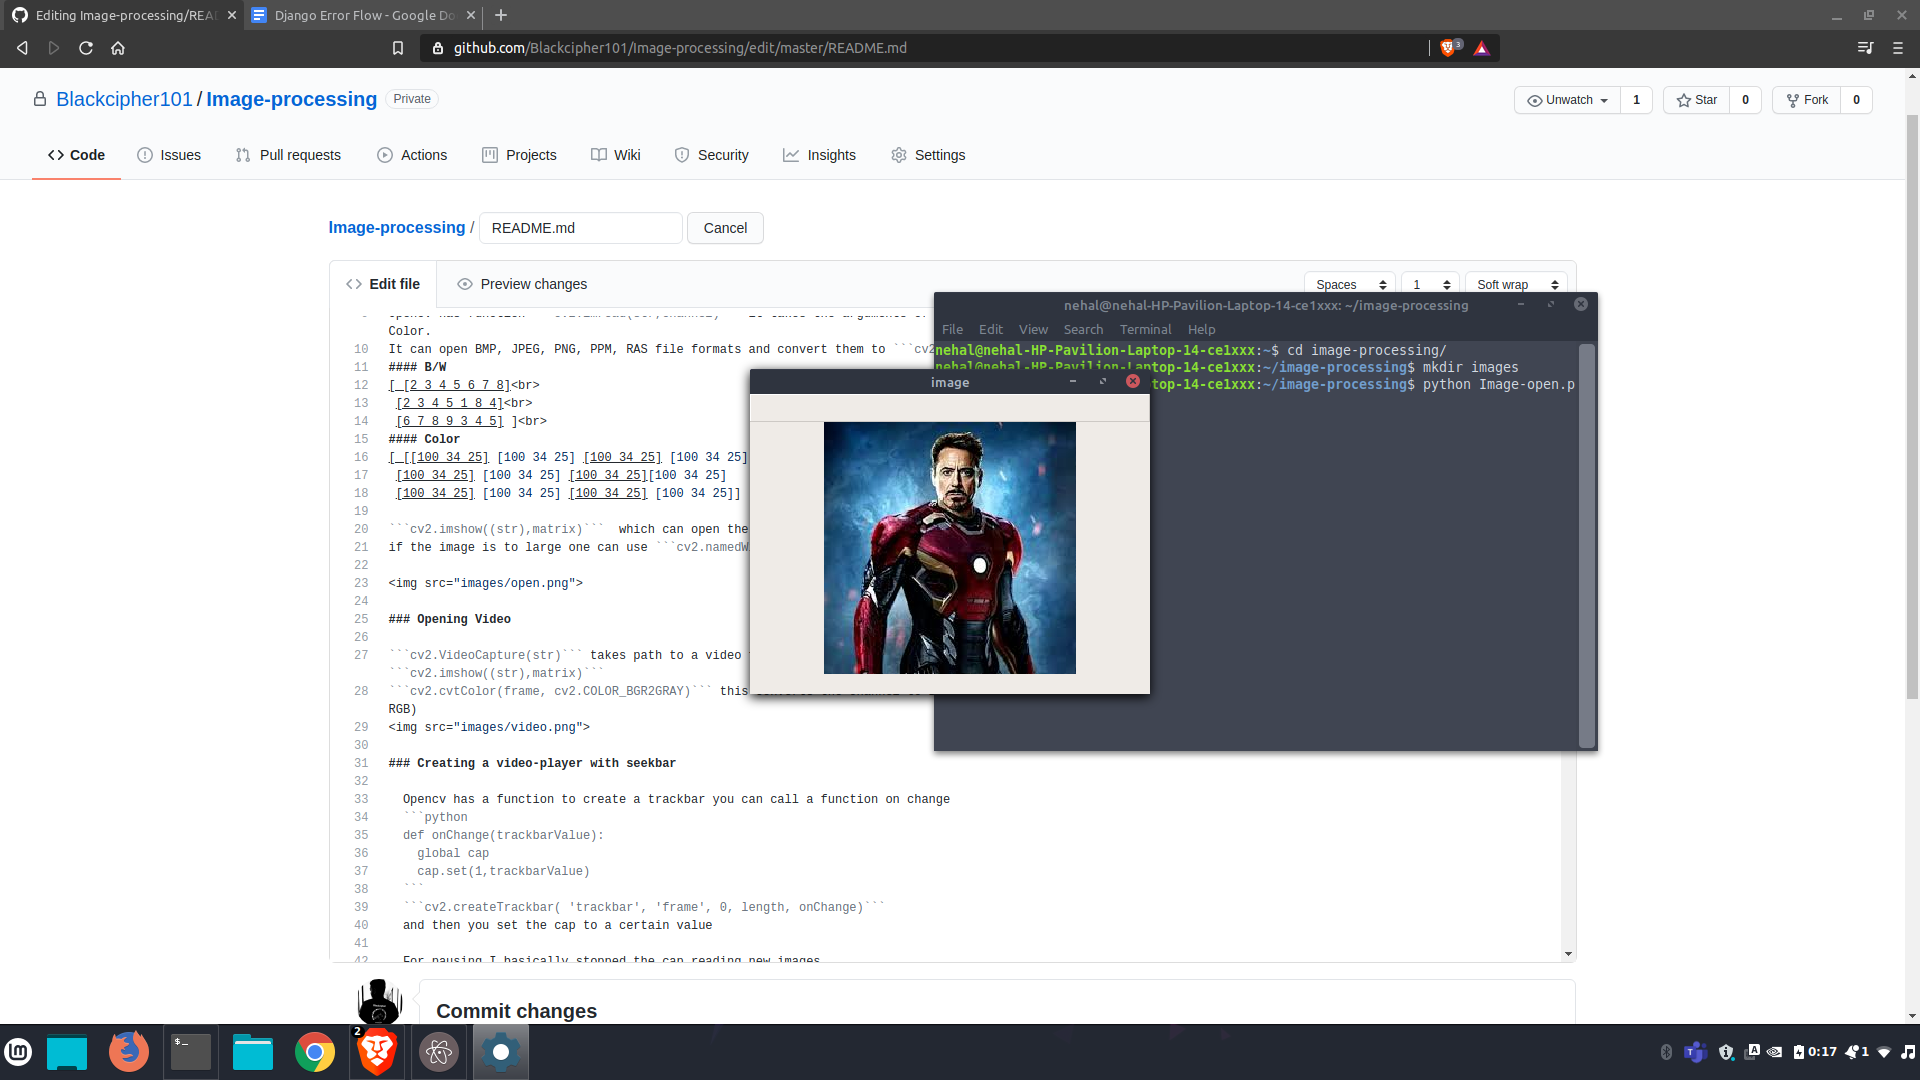 Editing Image-processing/REA
Django Error Flow - Google Do
github.com/Blackcipher101/Image-processing/edit/master/README.md
3
Blackcipher101 / Image-processing Private
Unwatch 1 Star 0 Fork 0
Code Issues Pull requests Actions Projects Wiki Security Insights Settings
Image-processing / README.md Cancel
Edit file Preview changes
Spaces 1 Soft wrap
Color.
10 It can open BMP, JPEG, PNG, PPM, RAS file formats and convert them to ```cv2
11 #### B/W
12 [ [2 3 4 5 6 7 8]<br>
13 [2 3 4 5 1 8 4]<br>
14 [6 7 8 9 3 4 5] ]<br>
15 #### Color
16 [ [[100 34 25] [100 34 25] [100 34 25] [100 34 25]
17 [100 34 25] [100 34 25] [100 34 25][100 34 25]
18 [100 34 25] [100 34 25] [100 34 25] [100 34 25]]
19
20 ```cv2.imshow((str),matrix)``` which can open the
21 if the image is to large one can use ```cv2.namedW
22
23 <img src="images/open.png">
24
25 ### Opening Video
26
27 ```cv2.VideoCapture(str)``` takes path to a video
```cv2.imshow((str),matrix)```
28 ```cv2.cvtColor(frame, cv2.COLOR_BGR2GRAY)``` this
RGB)
29 <img src="images/video.png">
30
31 ### Creating a video-player with seekbar
32
33 Opencv has a function to create a trackbar you can call a function on change
34 ```python
35 def onChange(trackbarValue):
36 global cap
37 cap.set(1,trackbarValue)
38 ```
39 ```cv2.createTrackbar( 'trackbar', 'frame', 0, length, onChange)```
40 and then you set the cap to a certain value
41
42 For pausing I basically stopped the cap reading new images
Commit changes
nehal@nehal-HP-Pavilion-Laptop-14-ce1xxx: ~/image-processing
File Edit View Search Terminal Help
nehal@nehal-HP-Pavilion-Laptop-14-ce1xxx:~$ cd image-processing/
nehal@nehal-HP-Pavilion-Laptop-14-ce1xxx:~/image-processing$ mkdir images
top-14-ce1xxx:~/image-processing$ python Image-open.p
image
2
0:17 1